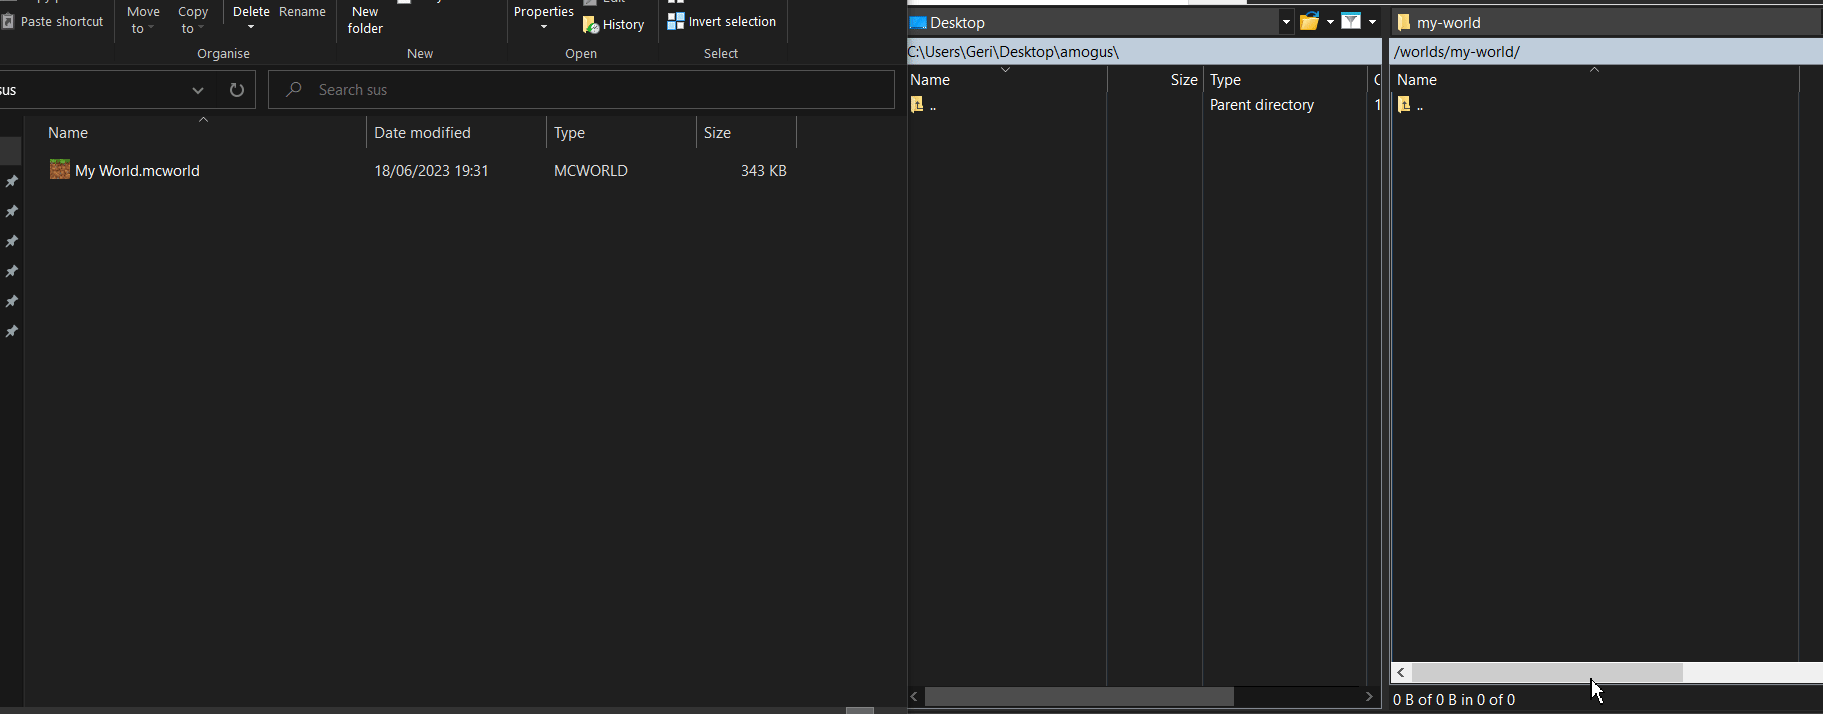 Paste shortcut
Move to
Copy to
Delete
Rename
New folder
Properties
History
Invert selection
Organise
New
Open
Select
sus
Search sus
Name
Date modified
Type
Size
My World.mcworld
18/06/2023 19:31
MCWORLD
343 KB
Desktop
C:\Users\Geri\Desktop\amogus\
Name
Size
Type
..
Parent directory
my-world
/worlds/my-world/
Name
..
0 B of 0 B in 0 of 0